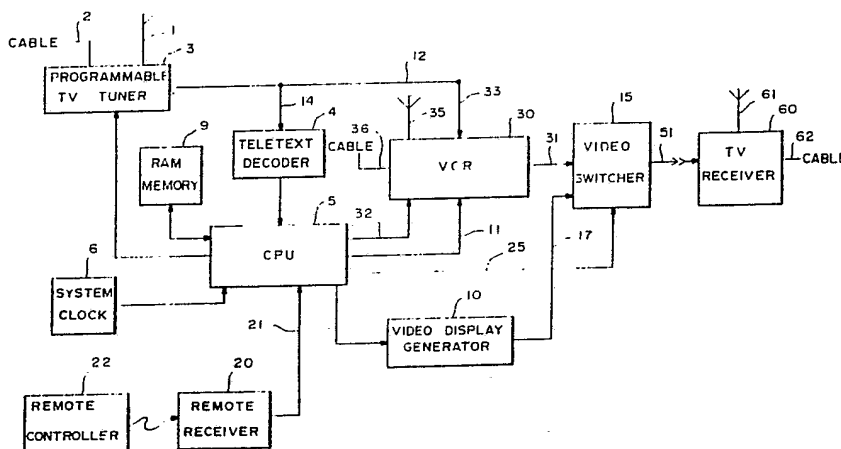 2
1
CABLE
3
PROGRAMMABLE
TV TUNER
12
14
33
15
61
60
9
4
36
35
30
31
51
62
RAM
MEMORY
TELETEXT
DECODER
CABLE
VCR
VIDEO
SWITCHER
TV
RECEIVER
CABLE
5
32
11
17
CPU
25
6
SYSTEM
CLOCK
10
21
VIDEO DISPLAY
GENERATOR
22
20
REMOTE
CONTROLLER
REMOTE
RECEIVER